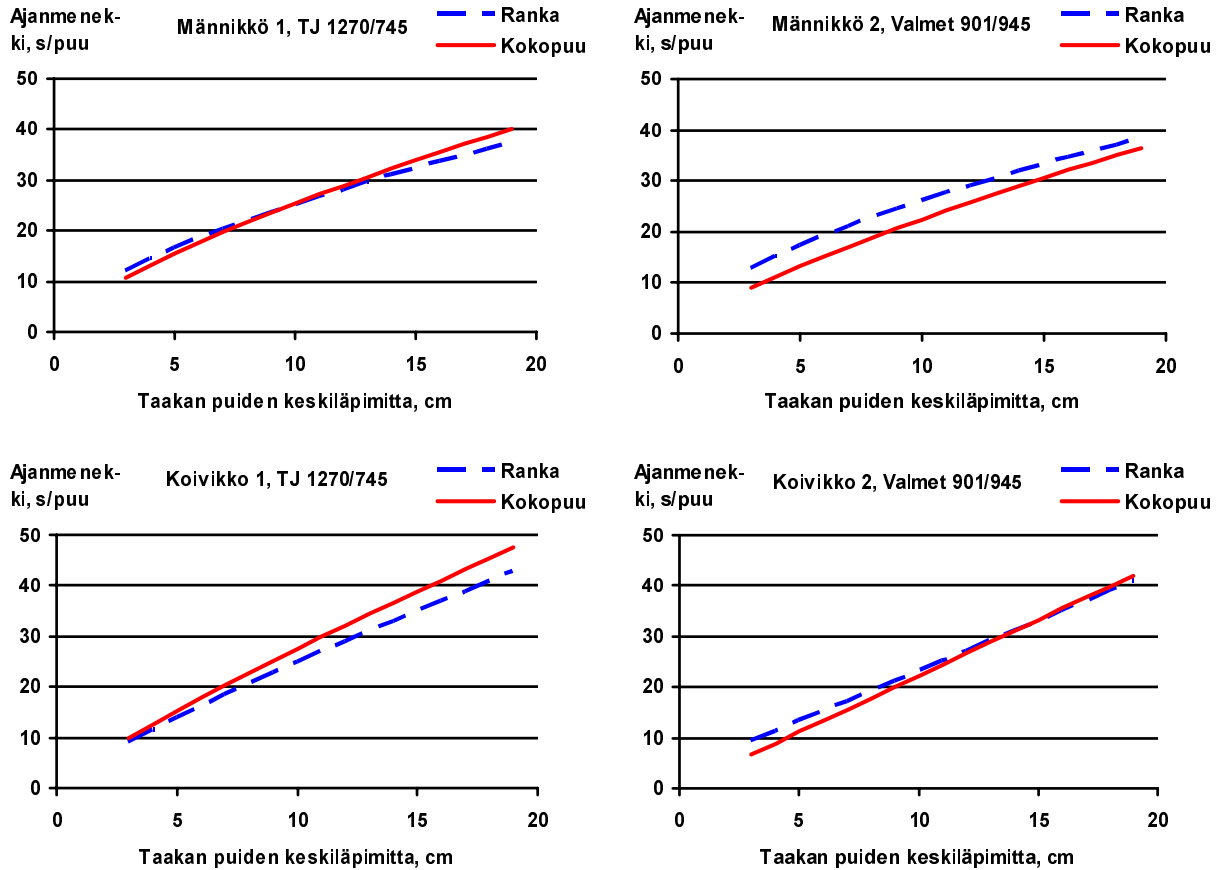 Ajanmenek-
ki, s/puu
Männikkö 1, TJ 1270/745
Ranka
Kokopuu
50
40
30
20
10
0
0 5 10 15 20
Taakan puiden keskiläpimitta, cm
Ajanmenek-
ki, s/puu
Männikkö 2, Valmet 901/945
Ranka
Kokopuu
50
40
30
20
10
0
0 5 10 15 20
Taakan puiden keskiläpimitta, cm
Ajanmenek-
ki, s/puu
Koivikko 1, TJ 1270/745
Ranka
Kokopuu
50
40
30
20
10
0
0 5 10 15 20
Taakan puiden keskiläpimitta, cm
Ajanmenek-
ki, s/puu
Koivikko 2, Valmet 901/945
Ranka
Kokopuu
50
40
30
20
10
0
0 5 10 15 20
Taakan puiden keskiläpimitta, cm